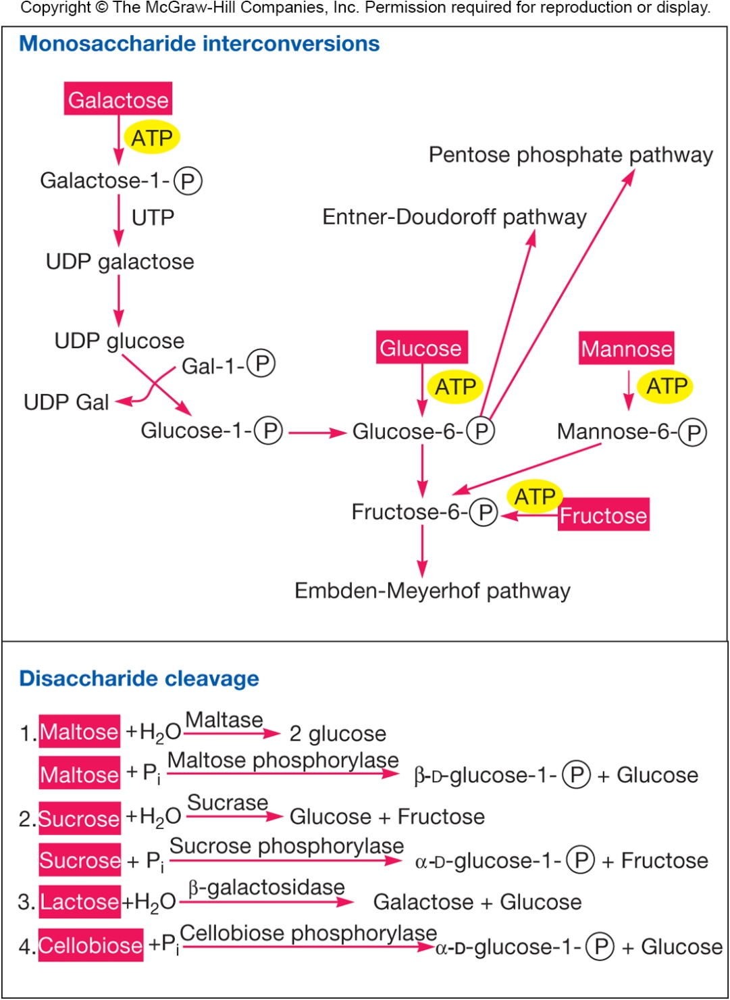 Copyright © The McGraw-Hill Companies, Inc. Permission required for reproduction or display.
Monosaccharide interconversions
Galactose
ATP
Galactose-1-P
UTP
UDP galactose
UDP glucose
Gal-1-P
UDP Gal
Glucose-1-P
Pentose phosphate pathway
Entner-Doudoroff pathway
Glucose
ATP
Glucose-6-P
Mannose
ATP
Mannose-6-P
Fructose-6-P
ATP
Fructose
Embden-Meyerhof pathway
Disaccharide cleavage
1. Maltose +H₂O Maltase 2 glucose
Maltose + Pᵢ Maltose phosphorylase β-D-glucose-1-P + Glucose
2. Sucrose +H₂O Sucrase Glucose + Fructose
Sucrose + Pᵢ Sucrose phosphorylase α-D-glucose-1-P + Fructose
3. Lactose+H₂O β-galactosidase Galactose + Glucose
4. Cellobiose +Pᵢ Cellobiose phosphorylase α-D-glucose-1-P + Glucose